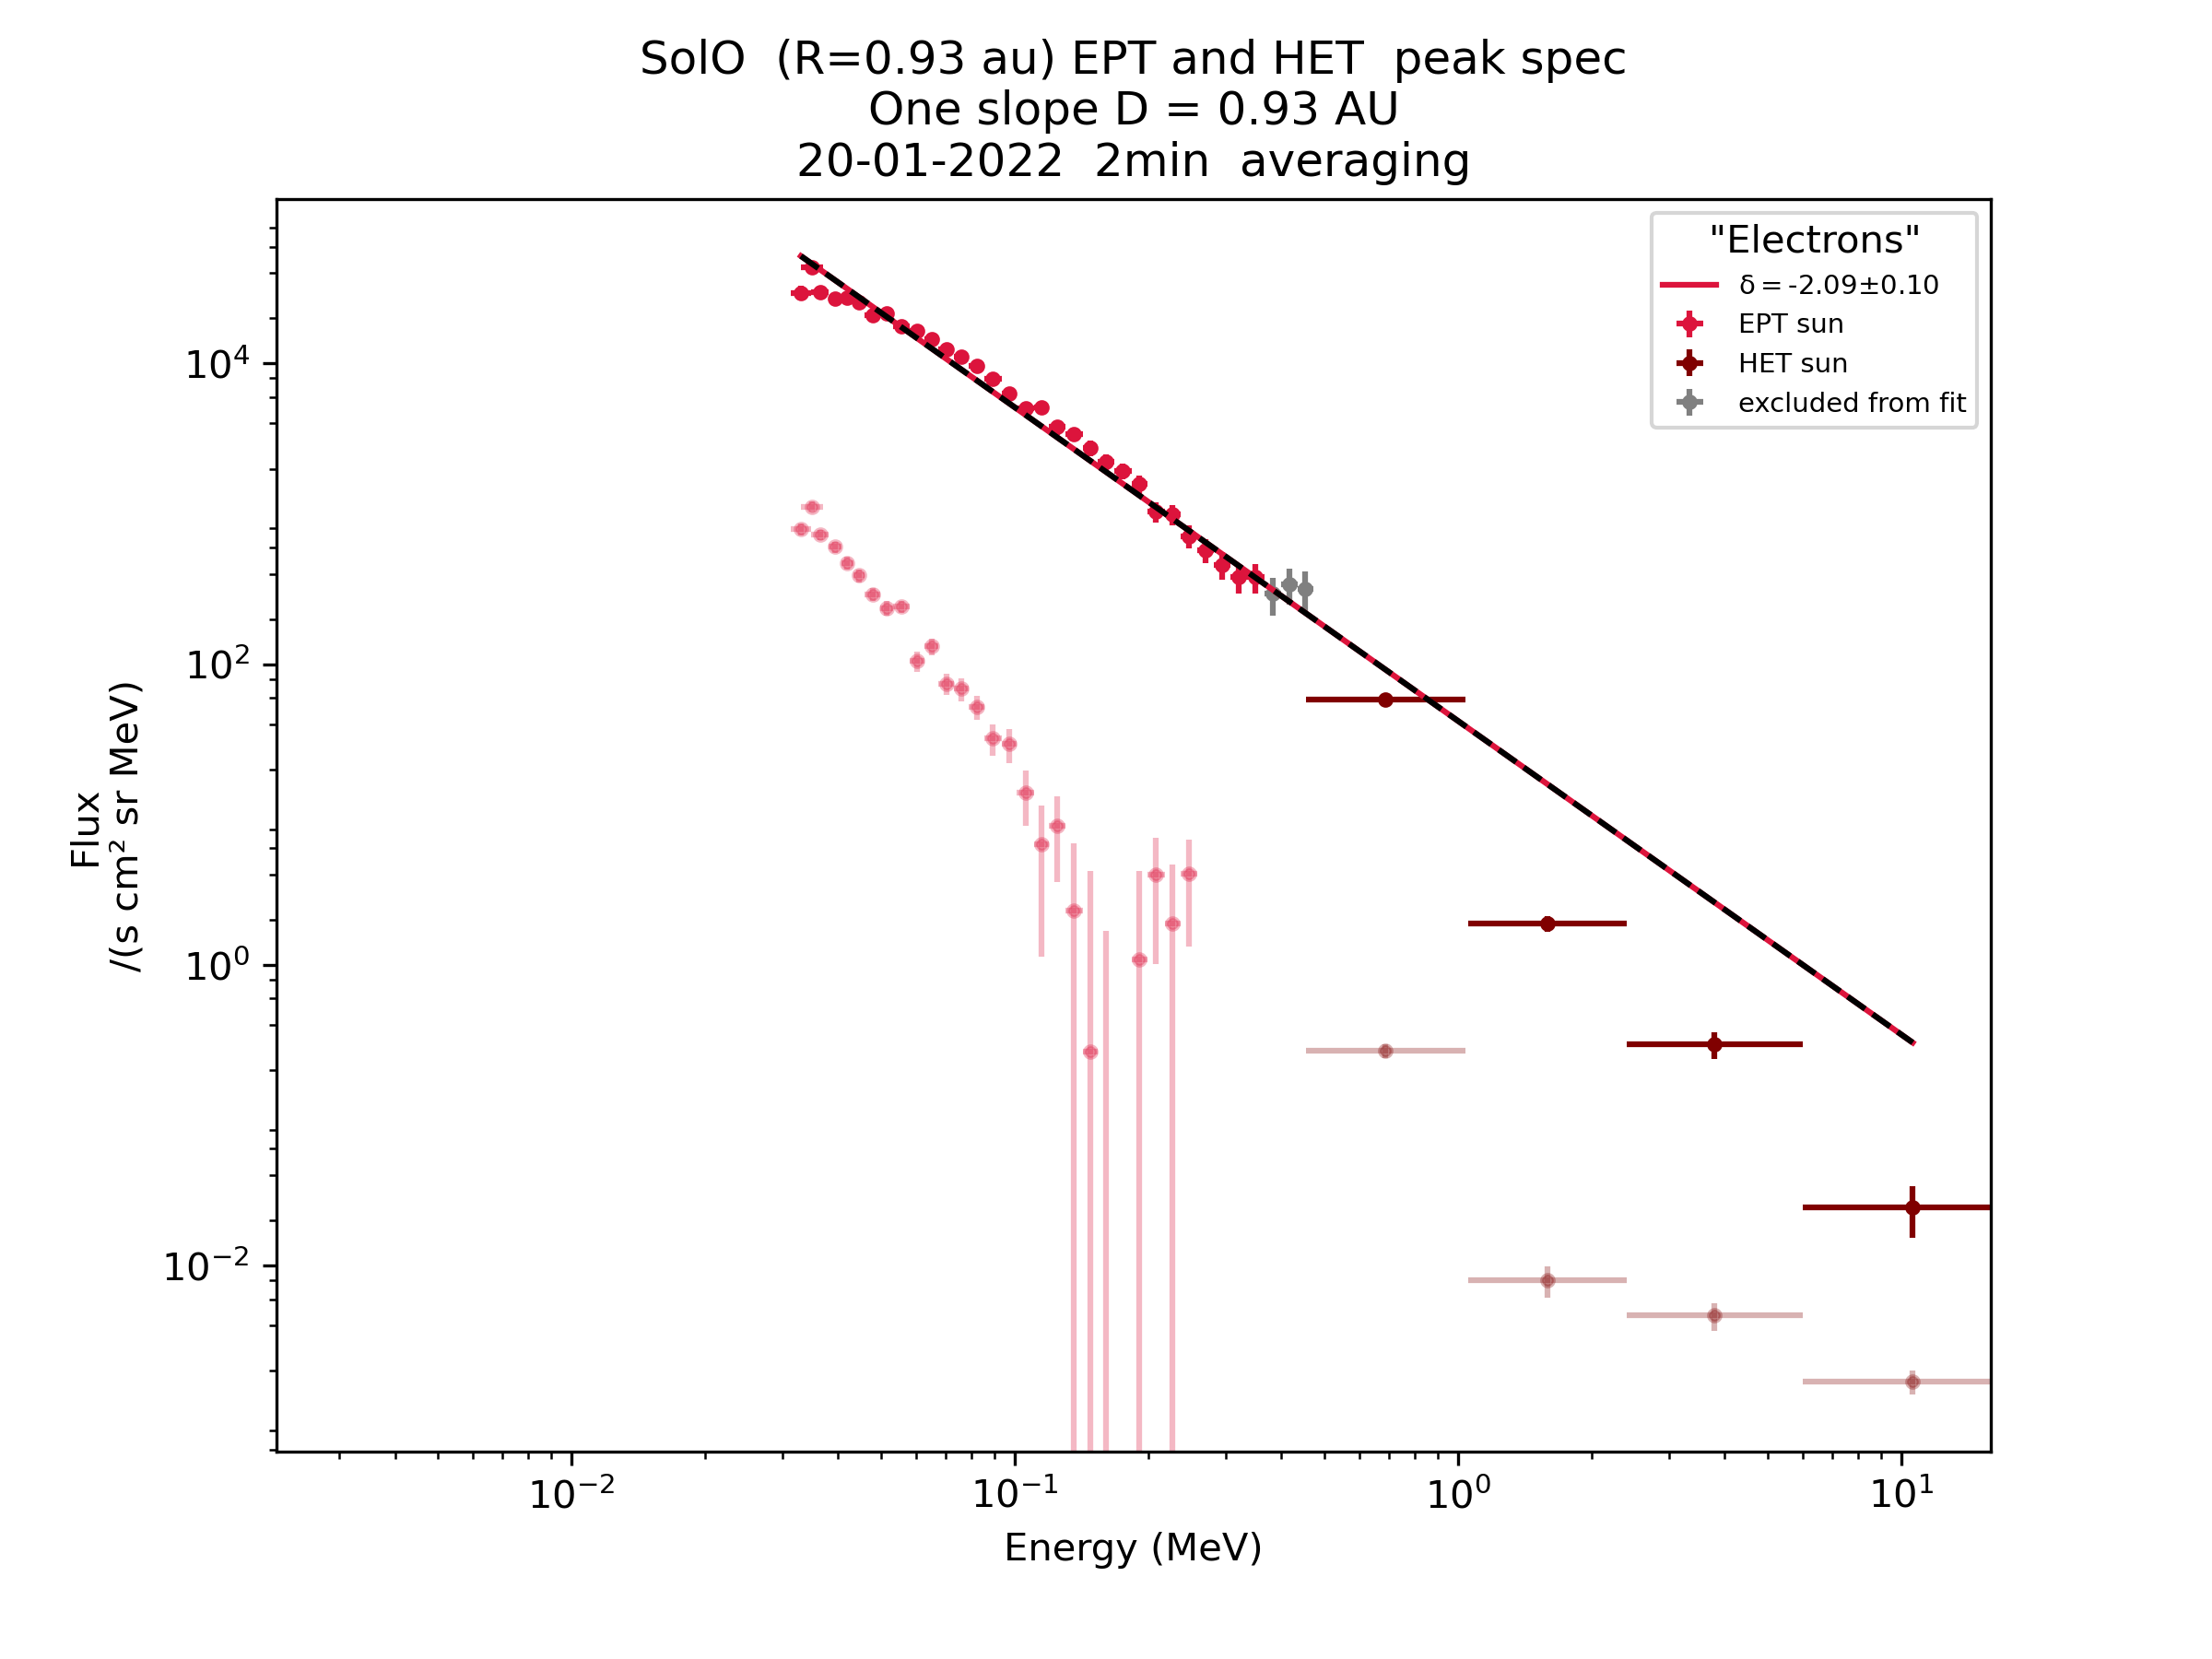 SolO  (R=0.93 au) EPT and HET  peak spec
One slope D = 0.93 AU
20-01-2022  2min  averaging
"Electrons"
δ = -2.09±0.10
EPT sun
HET sun
excluded from fit
Flux
/(s cm² sr MeV)
10⁴
10²
10⁰
10⁻²
10⁻²
10⁻¹
10⁰
10¹
Energy (MeV)